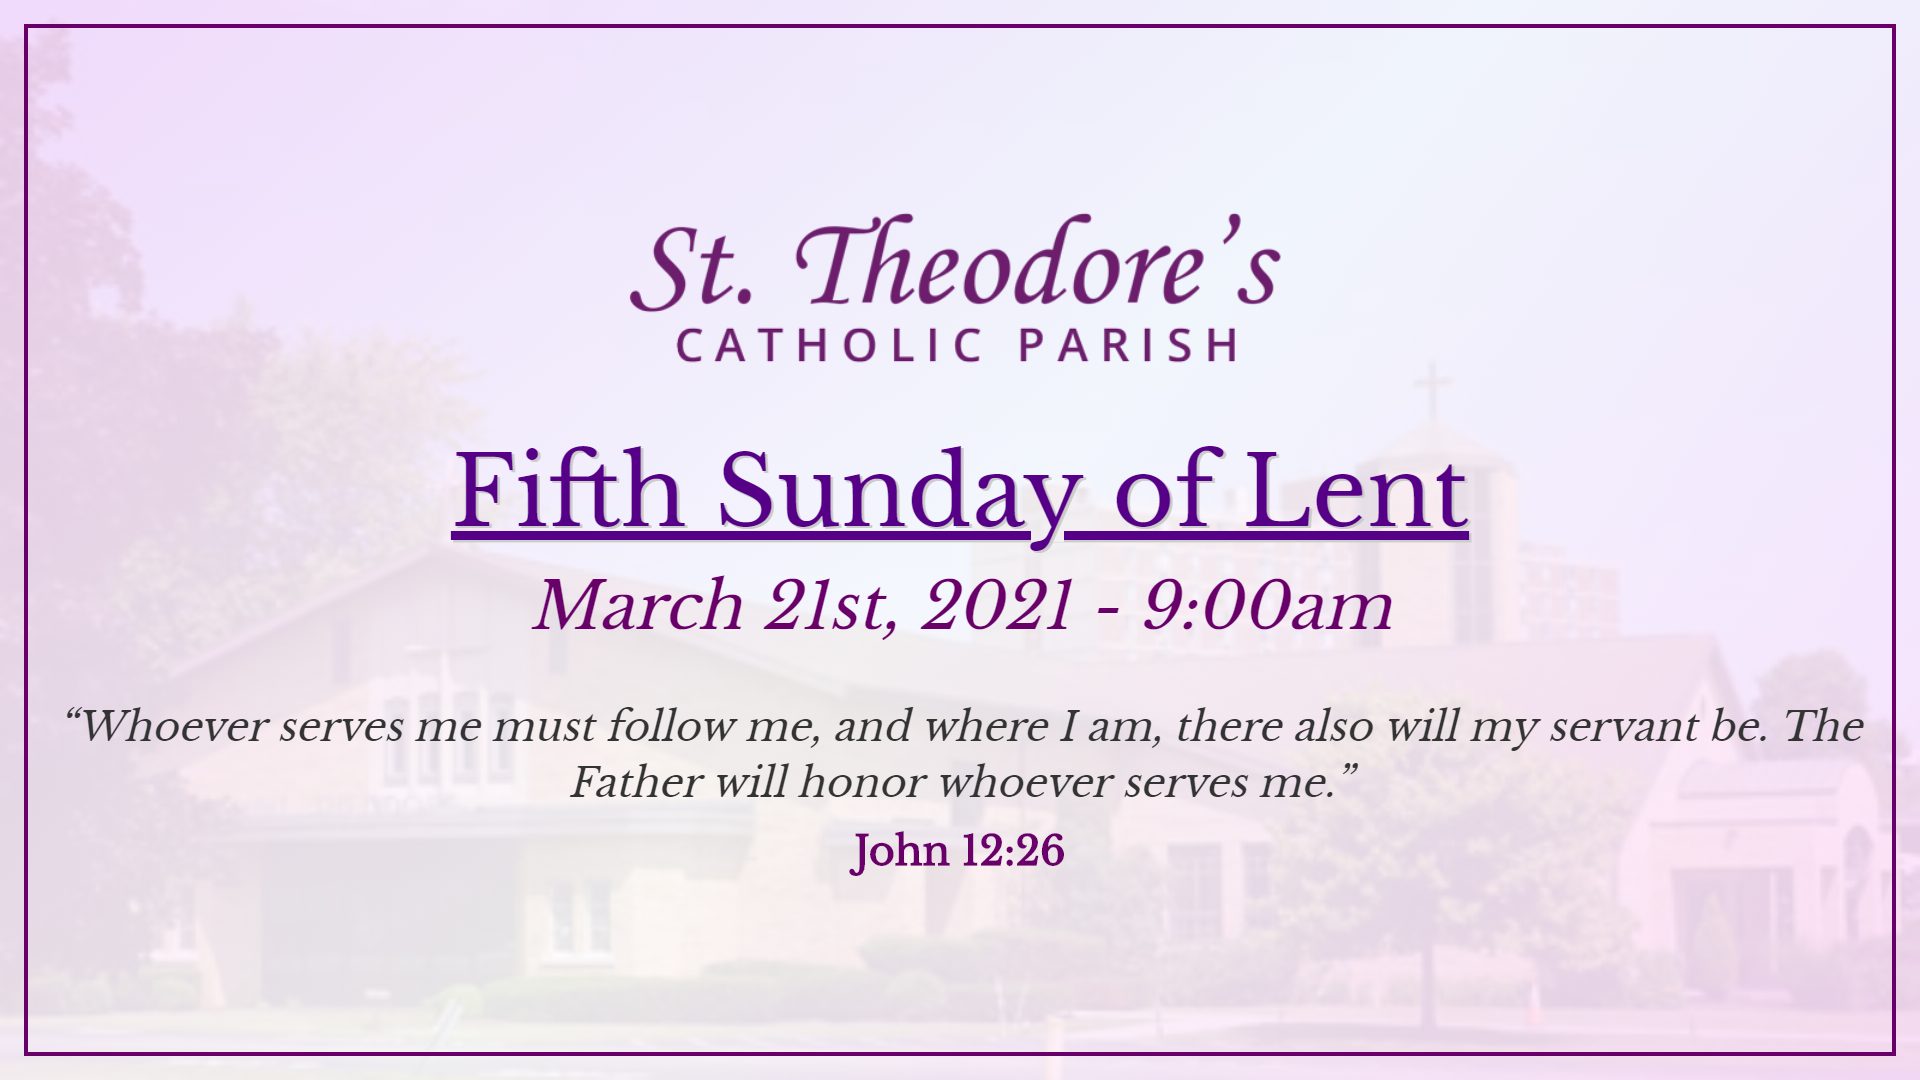 St. Theodore’s
CATHOLIC PARISH
Fifth Sunday of Lent
March 21st, 2021 - 9:00am
“Whoever serves me must follow me, and where I am, there also will my servant be. The
Father will honor whoever serves me.”
John 12:26